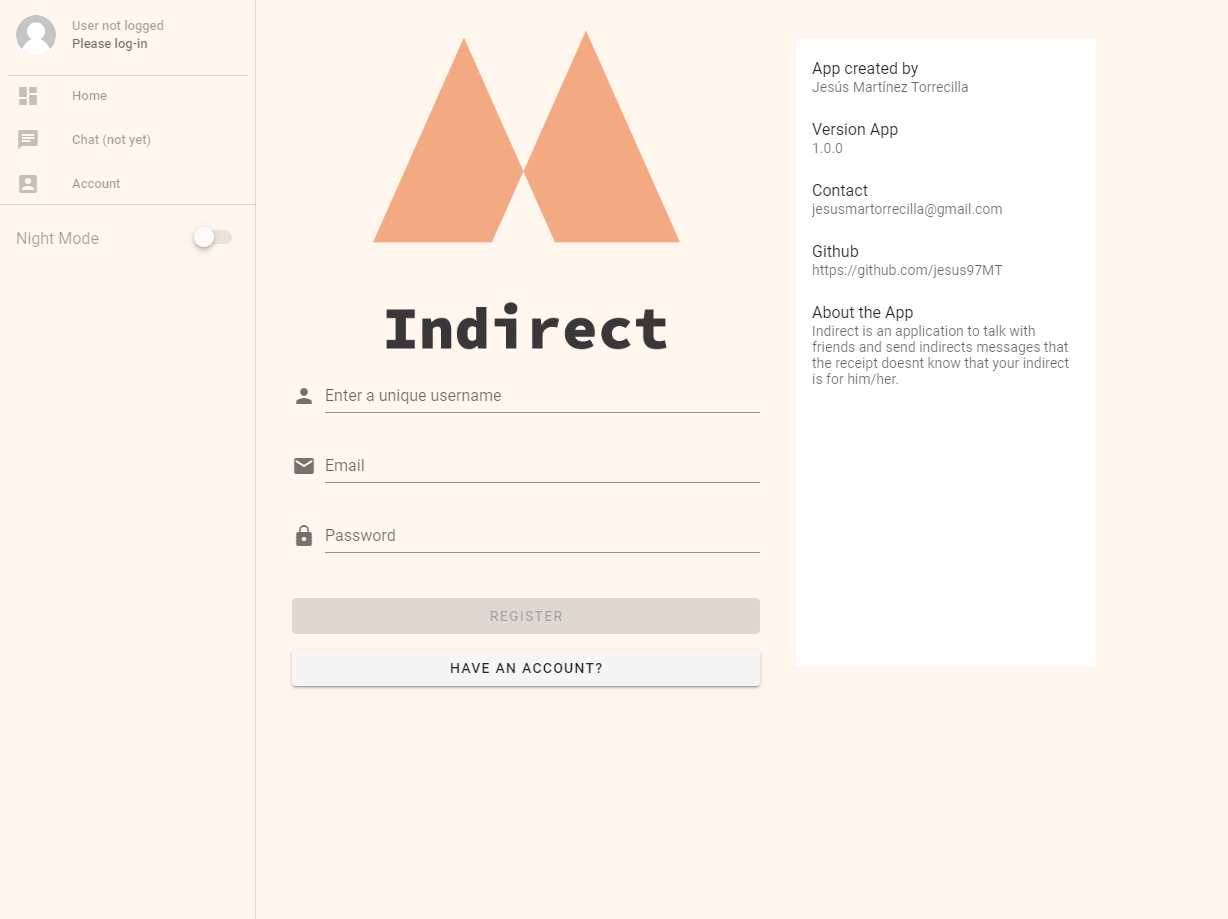 User not logged
Please log-in
Home
Chat (not yet)
Account
Night Mode
Indirect
Enter a unique username
Email
Password
REGISTER
HAVE AN ACCOUNT?
App created by
Jesús Martínez Torrecilla
Version App
1.0.0
Contact
jesusmartorrecilla@gmail.com
Github
https://github.com/jesus97MT
About the App
Indirect is an application to talk with
friends and send indirects messages that
the receipt doesnt know that your indirect
is for him/her.